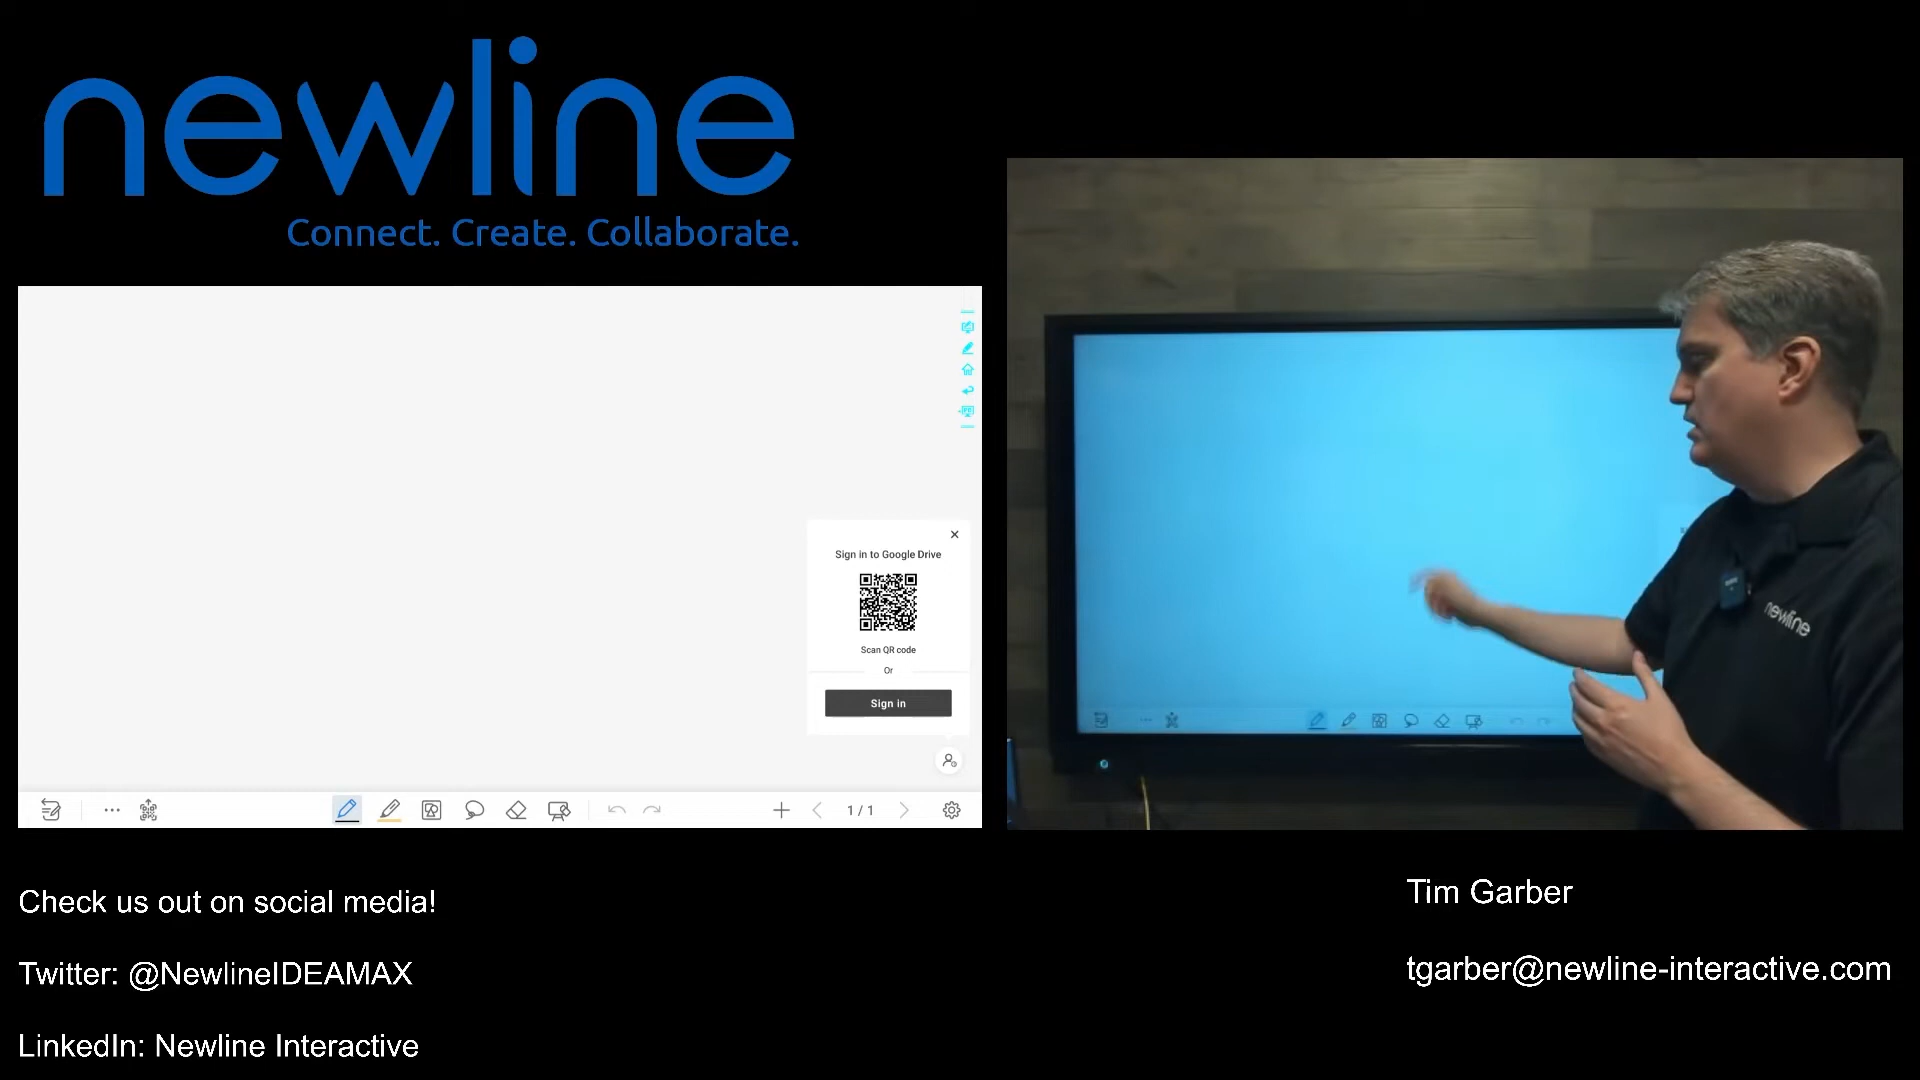 newline
Connect. Create. Collaborate.
Sign in to Google Drive
Scan QR code
Or
Sign in
1 / 1
newline
Check us out on social media!
Twitter: @NewlineIDEAMAX
LinkedIn: Newline Interactive
Tim Garber
tgarber@newline-interactive.com